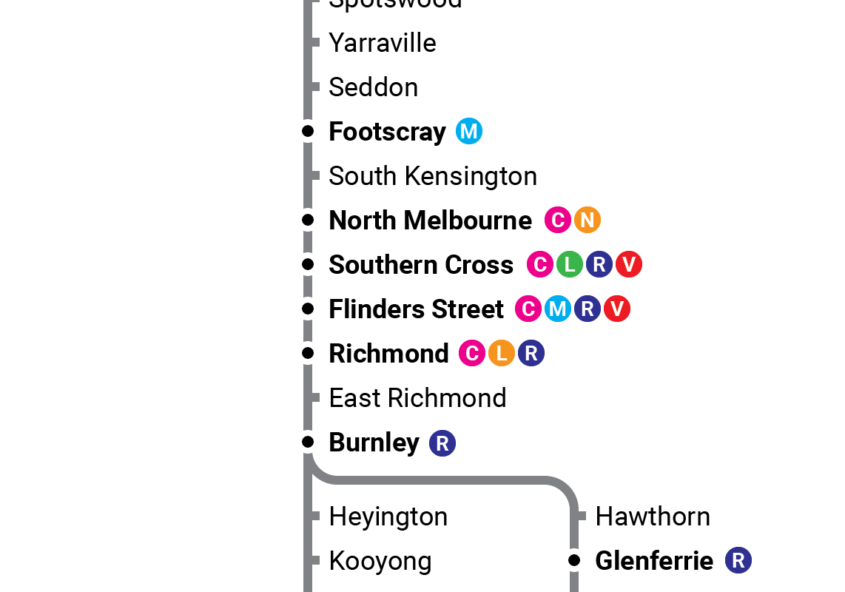 Spotswood
Yarraville
Seddon
Footscray M
South Kensington
North Melbourne C N
Southern Cross C L R V
Flinders Street C M R V
Richmond C L R
East Richmond
Burnley R
Heyington
Hawthorn
Kooyong
Glenferrie R